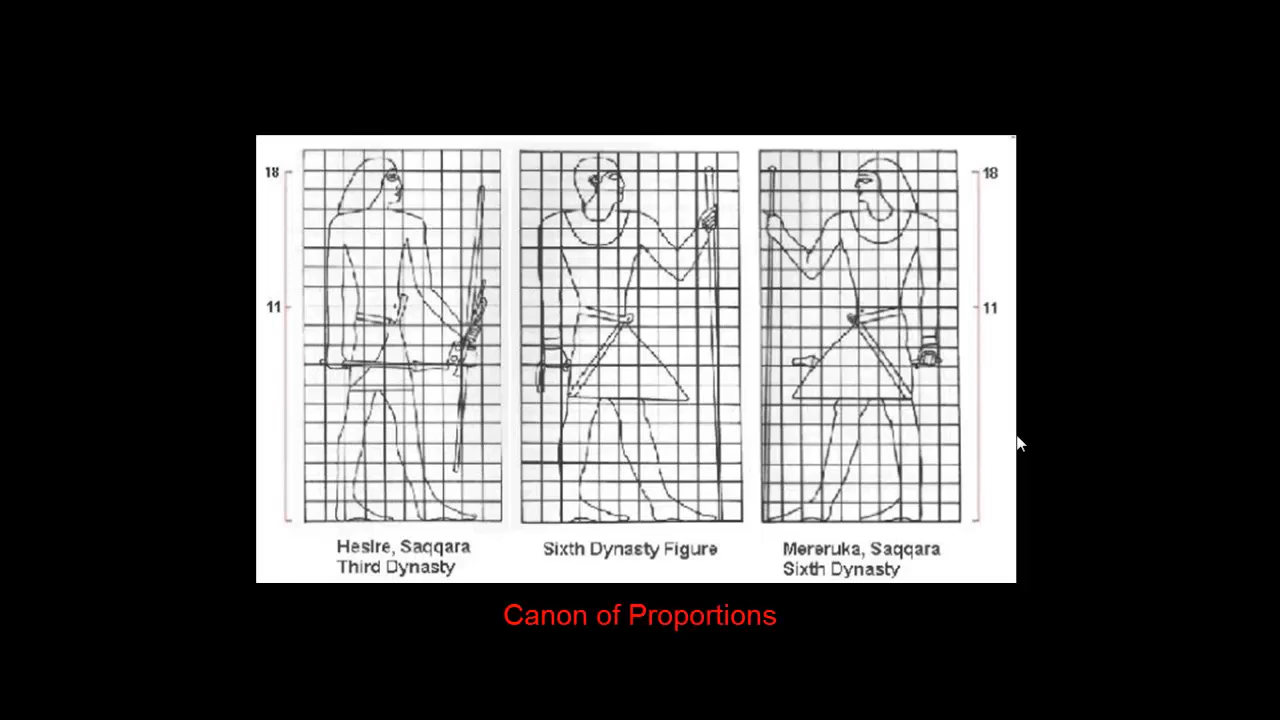 18
18
11
11
Hesire, Saqqara
Third Dynasty
Sixth Dynasty Figure
Mereruka, Saqqara
Sixth Dynasty
Canon of Proportions